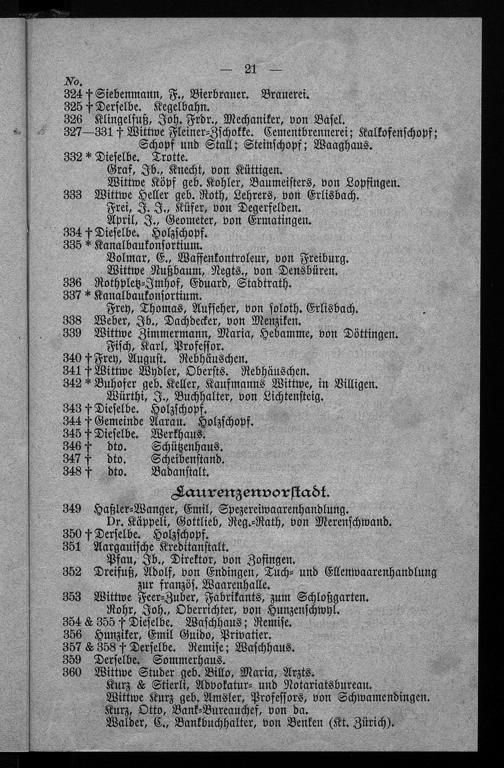 — 21 —
No.
324 † Siebenmann, F., Bierbrauer. Brauerei.
325 † Derselbe. Kegelbahn.
326 Klingelfuß, Joh. Frdr., Mechaniker, von Basel.
327—331 † Wittwe Fleiner-Zschokke. Cementbrennerei; Kalkofenschopf;
Schopf und Stall; Steinschopf; Waaghaus.
332 * Dieselbe. Trotte.
Graf, Jb., Knecht, von Küttigen.
Wittwe Köpf geb. Kohler, Baumeisters, von Lopfingen.
333 Wittwe Heller geb. Roth, Lehrers, von Erlisbach.
Frei, J. J., Küfer, von Degerfelden.
April, J., Geometer, von Ermatingen.
334 † Dieselbe. Holzschopf.
335 * Kanalbaukonsortium.
Volmar, E., Waffenkontroleur, von Freiburg.
Wittwe Nußbaum, Negts., von Densbüren.
336 Rothpletz-Imhof, Eduard, Stadtrath.
337 * Kanalbaukonsortium.
Frey, Thomas, Aufseher, von soloth. Erlisbach.
338 Weber, Jb., Dachdecker, von Menziken.
339 Wittwe Zimmermann, Maria, Hebamme, von Döttingen.
Fisch, Karl, Professor.
340 † Frey, August. Rebhäuschen.
341 † Wittwe Wydler, Obersts. Rebhäuschen.
342 * Buhofer geb. Keller, Kaufmanns Wittwe, in Villigen.
Würthi, J., Buchhalter, von Lichtensteig.
343 † Dieselbe. Holzschopf.
344 † Gemeinde Aarau. Holzschopf.
345 † Dieselbe. Werkhaus.
346 † dto. Schützenhaus.
347 † dto. Scheibenstand.
348 † dto. Badanstalt.
Laurenzenvorstadt.
349 Haßler-Wanger, Emil, Spezereiwaarenhandlung.
Dr. Käppeli, Gottlieb, Reg.-Rath, von Merenschwand.
350 † Derselbe. Holzschopf.
351 Aargauische Kreditanstalt.
Pfau, Jb., Direktor, von Zofingen.
352 Dreifuß, Adolf, von Endingen, Tuch- und Ellenwaarenhandlung
zur französ. Waarenhalle.
353 Wittwe Feer-Zuber, Fabrikants, zum Schloßgarten.
Rohr, Joh., Oberrichter, von Hunzenschwyl.
354 & 355 † Dieselbe. Waschhaus; Remise.
356 Hunziker, Emil Guido, Privatier.
357 & 358 † Derselbe. Remise; Waschhaus.
359 Derselbe. Sommerhaus.
360 Wittwe Studer geb. Billo, Maria, Arzts.
Kurz & Stierli, Advokatur- und Notariatsbureau.
Wittwe Kurz geb. Amsler, Professors, von Schwamendingen.
Kurz, Otto, Bank-Bureauchef, von da.
Walder, C., Bankbuchhalter, von Benken (Kt. Zürich).